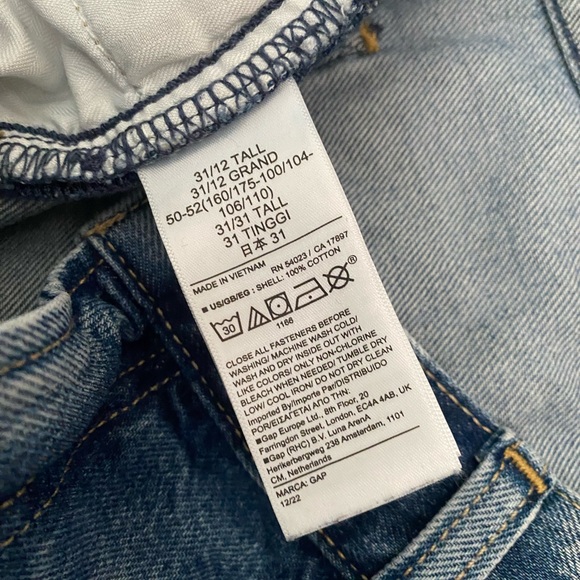 31/12 TALL
31/12 GRAND
50-52(160/175-100/104-
106/110)
31/31 TALL
31 TINGGI
日本 31
MADE IN VIETNAM RN 54023 / CA 17897
■ US/GB/EG : SHELL: 100% COTTON
30
1166
CLOSE ALL FASTENERS BEFORE
WASHING/ MACHINE WASH COLD/
WASH AND DRY INSIDE OUT WITH
LIKE COLORS/ ONLY NON-CHLORINE
BLEACH WHEN NEEDED/ TUMBLE DRY
LOW/ COOL IRON/ DO NOT DRY CLEAN
Imported by/Importe Par/DISTRIBUIDO
POR/ΕΙΣΑΓΕΤΑΙ ΑΠΟ ΤΗΝ:
■Gap Europe Ltd, 8th Floor, 20
Farringdon Street, London, EC4A 4AB, UK
■Gap (RHC) B.V. Luna ArenA
Herikerbergweg 238 Amsterdam, 1101
CM, Netherlands
MARCA: GAP
12/22